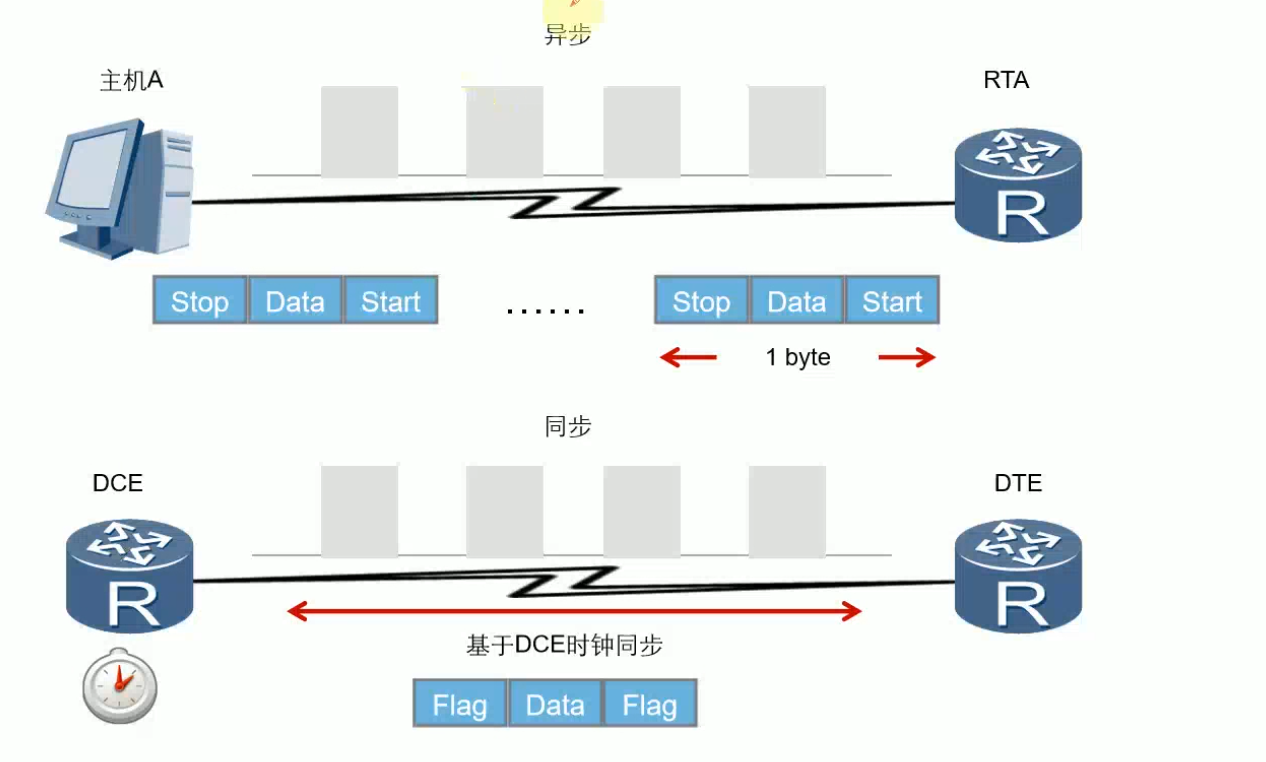 异步
主机A
RTA
R
Stop Data Start ...... Stop Data Start
1 byte
同步
DCE
DTE
R
R
基于DCE时钟同步
Flag Data Flag